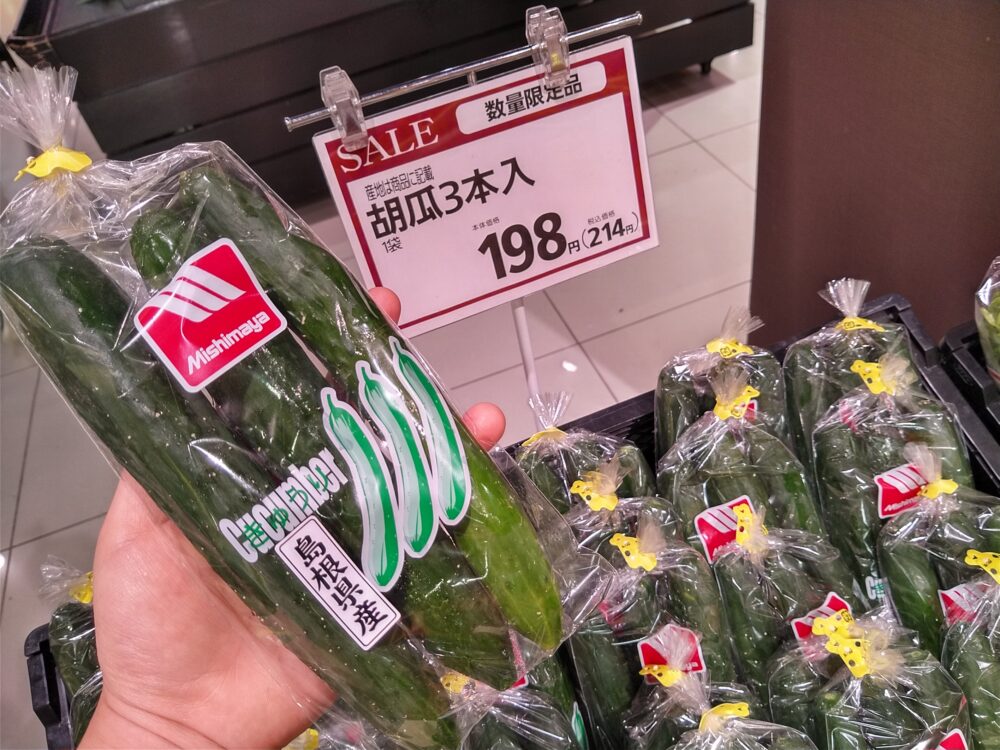 SALE
数量限定品
産地は商品に記載
胡瓜3本入
1袋
本体価格
198円
税込価格
(214円)
Mishimaya
Cucumber
きゅうり
島根県産